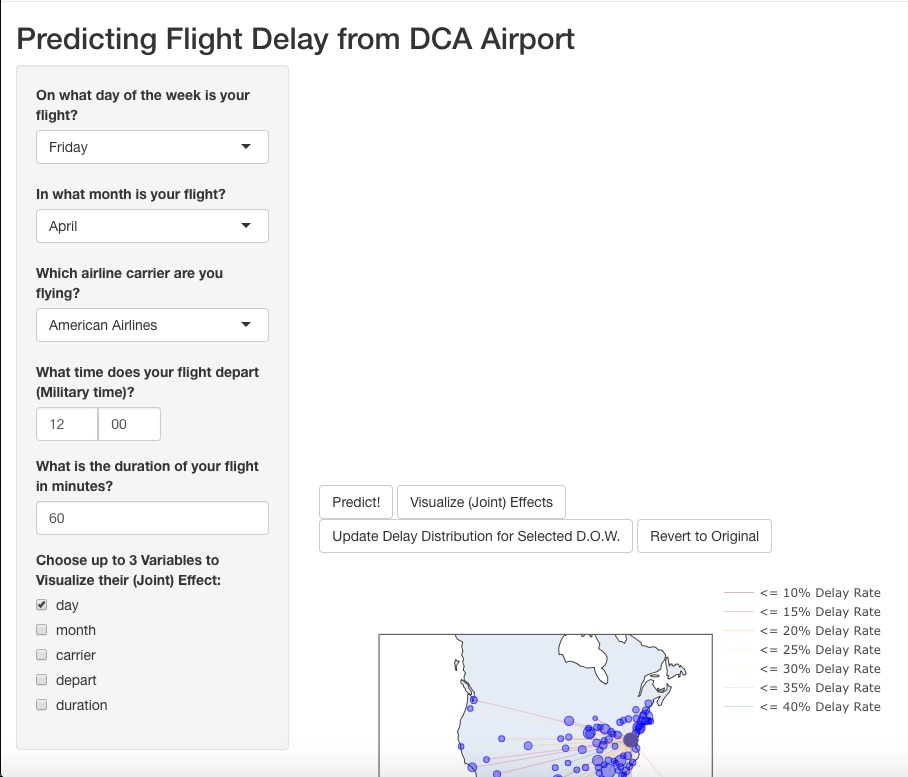 Predicting Flight Delay from DCA Airport
On what day of the week is your
flight?
Friday
In what month is your flight?
April
Which airline carrier are you
flying?
American Airlines
What time does your flight depart
(Military time)?
12 00
What is the duration of your flight
in minutes?
60
Choose up to 3 Variables to
Visualize their (Joint) Effect:
day
month
carrier
depart
duration
Predict! Visualize (Joint) Effects
Update Delay Distribution for Selected D.O.W. Revert to Original
<= 10% Delay Rate
<= 15% Delay Rate
<= 20% Delay Rate
<= 25% Delay Rate
<= 30% Delay Rate
<= 35% Delay Rate
<= 40% Delay Rate